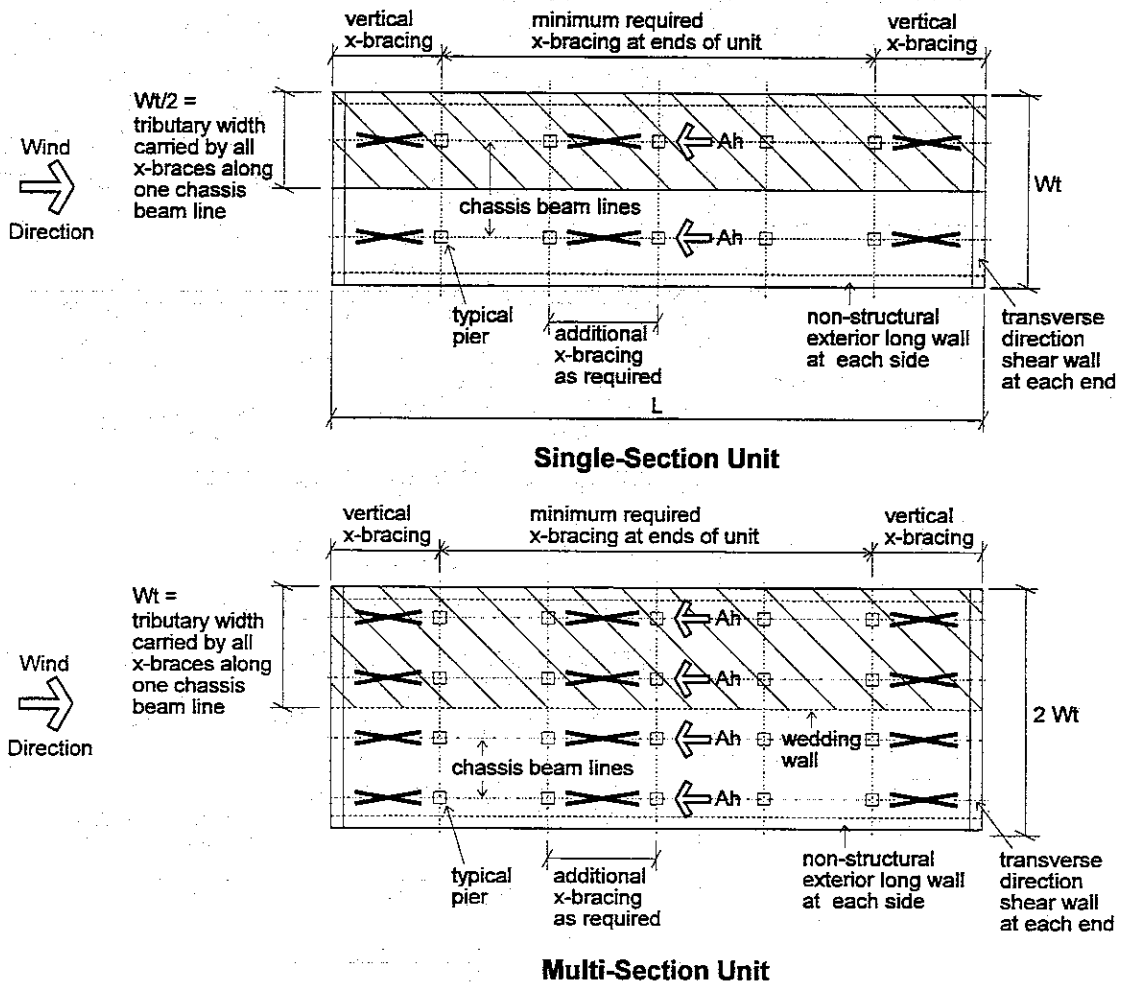 vertical
x-bracing
minimum required
x-bracing at ends of unit
vertical
x-bracing
Wt/2 =
tributary width
carried by all
x-braces along
one chassis
beam line
Wind
Direction
Ah
chassis beam lines
Ah
Wt
typical
pier
additional
x-bracing
as required
non-structural
exterior long wall
at each side
transverse
direction
shear wall
at each end
L
Single-Section Unit
vertical
x-bracing
minimum required
x-bracing at ends of unit
vertical
x-bracing
Wt =
tributary width
carried by all
x-braces along
one chassis
beam line
Wind
Direction
Ah
Ah
Ah
wedding
wall
chassis beam lines
Ah
2 Wt
typical
pier
additional
x-bracing
as required
non-structural
exterior long wall
at each side
transverse
direction
shear wall
at each end
Multi-Section Unit